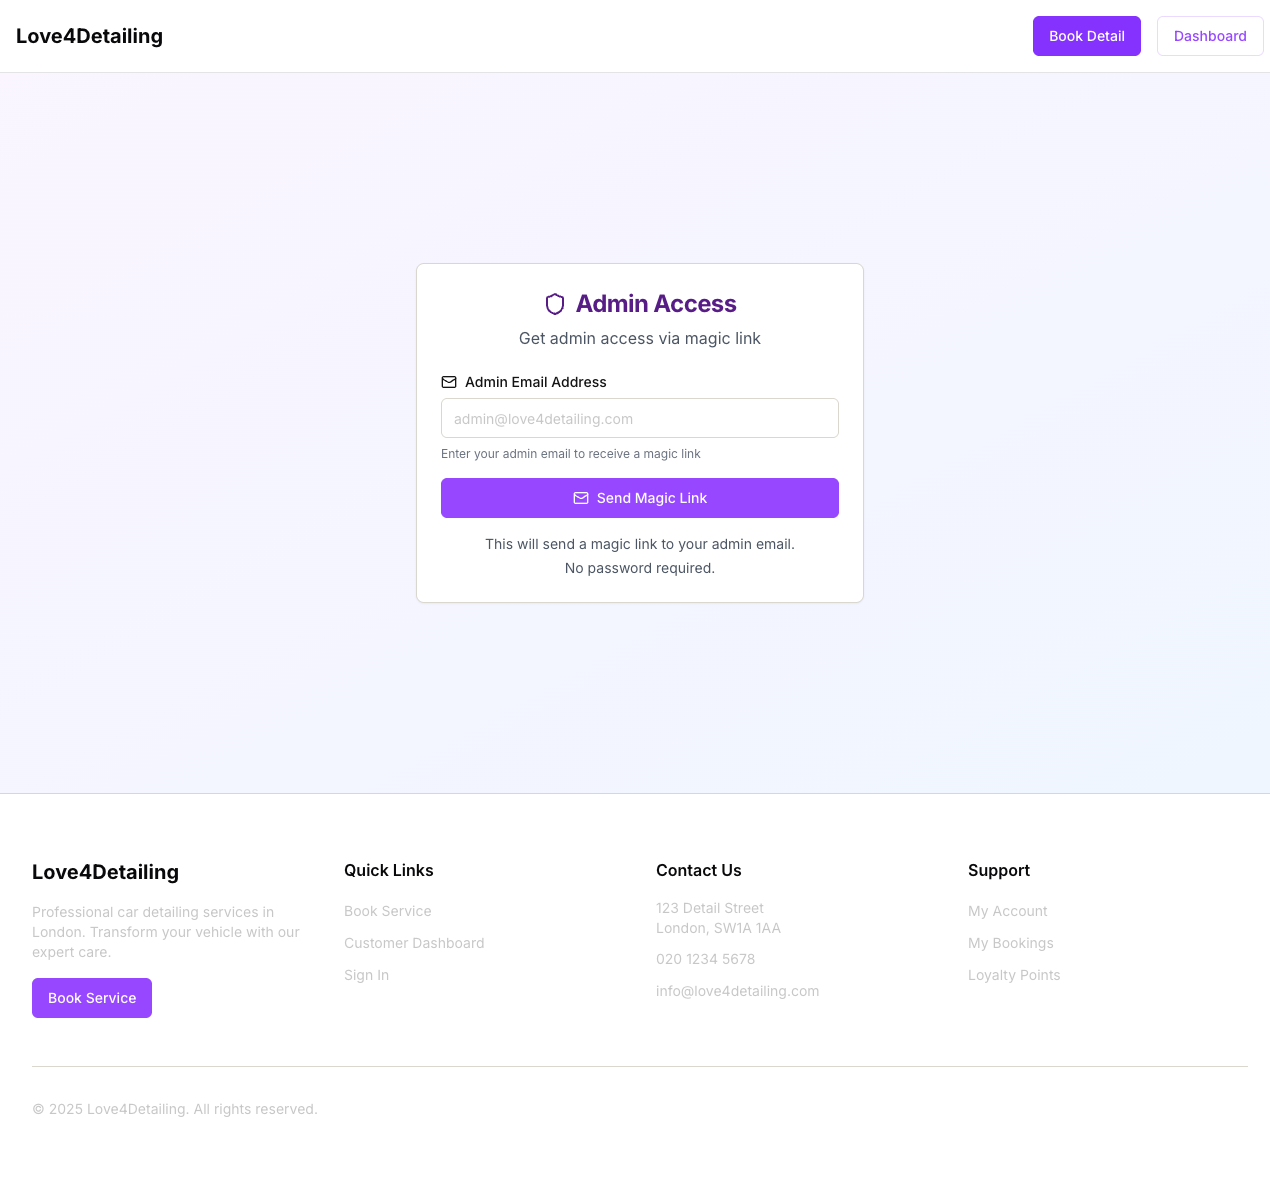 Love4Detailing
Book Detail
Dashboard
Admin Access
Get admin access via magic link
Admin Email Address
admin@love4detailing.com
Enter your admin email to receive a magic link
Send Magic Link
This will send a magic link to your admin email.
No password required.
Love4Detailing
Professional car detailing services in
London. Transform your vehicle with our
expert care.
Book Service
Quick Links
Book Service
Customer Dashboard
Sign In
Contact Us
123 Detail Street
London, SW1A 1AA
020 1234 5678
info@love4detailing.com
Support
My Account
My Bookings
Loyalty Points
© 2025 Love4Detailing. All rights reserved.